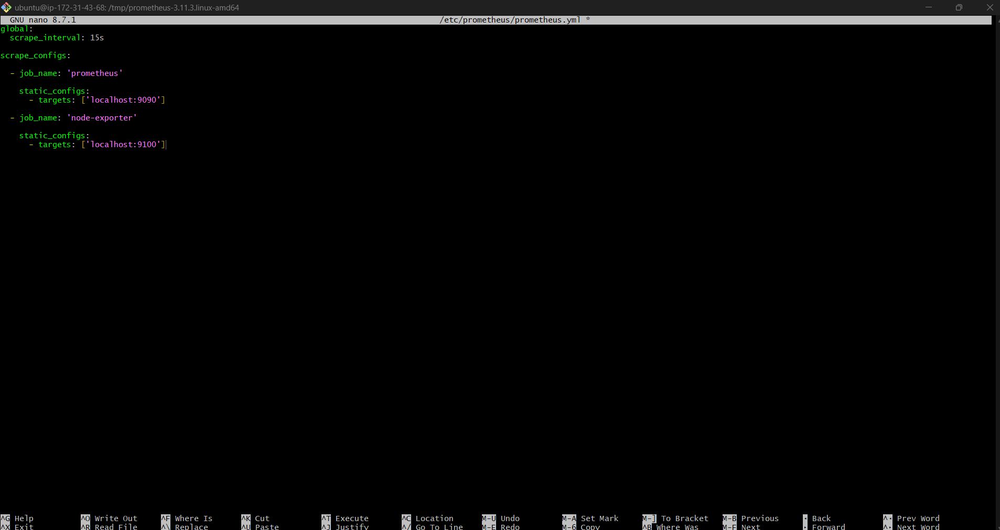 ubuntu@ip-172-31-43-68: /tmp/prometheus-3.11.3.linux-amd64
GNU nano 8.7.1 /etc/prometheus/prometheus.yml *
global:
  scrape_interval: 15s

scrape_configs:

  - job_name: 'prometheus'

    static_configs:
      - targets: ['localhost:9090']

  - job_name: 'node-exporter'

    static_configs:
      - targets: ['localhost:9100']

^G Help ^O Write Out ^F Where Is ^K Cut ^T Execute ^C Location M-U Undo M-A Set Mark M-] To Bracket M-B Previous ◂ Back ^◂ Prev Word
^X Exit ^R Read File ^\ Replace ^U Paste ^J Justify ^/ Go To Line M-E Redo M-6 Copy ^B Where Was M-F Next ▸ Forward ^▸ Next Word